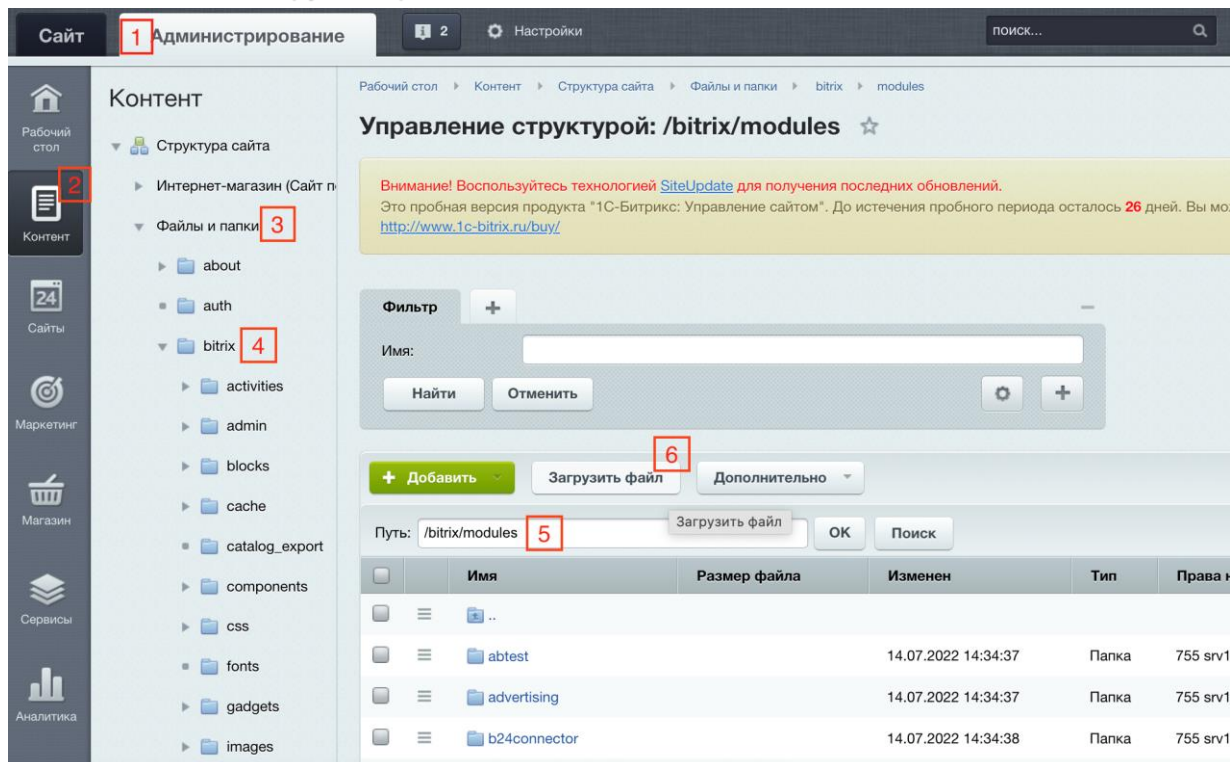 Сайт
1 Администрирование
2
Настройки
поиск...
Рабочий
стол
2
Контент
24
Сайты
Маркетинг
Магазин
Сервисы
Аналитика
Контент
Структура сайта
Интернет-магазин (Сайт п
Файлы и папки 3
about
auth
bitrix 4
activities
admin
blocks
cache
catalog_export
components
css
fonts
gadgets
images
Рабочий стол Контент Структура сайта Файлы и папки bitrix modules
Управление структурой: /bitrix/modules
Внимание! Воспользуйтесь технологией SiteUpdate для получения последних обновлений.
Это пробная версия продукта "1С-Битрикс: Управление сайтом". До истечения пробного периода осталось 26 дней. Вы мо
http://www.1c-bitrix.ru/buy/
Фильтр
Имя:
Найти Отменить
6
Добавить Загрузить файл Дополнительно
Загрузить файл
Путь: /bitrix/modules 5 OK Поиск
Имя Размер файла Изменен Тип Права н
..
abtest 14.07.2022 14:34:37 Папка 755 srv1
advertising 14.07.2022 14:34:37 Папка 755 srv1
b24connector 14.07.2022 14:34:38 Папка 755 srv1